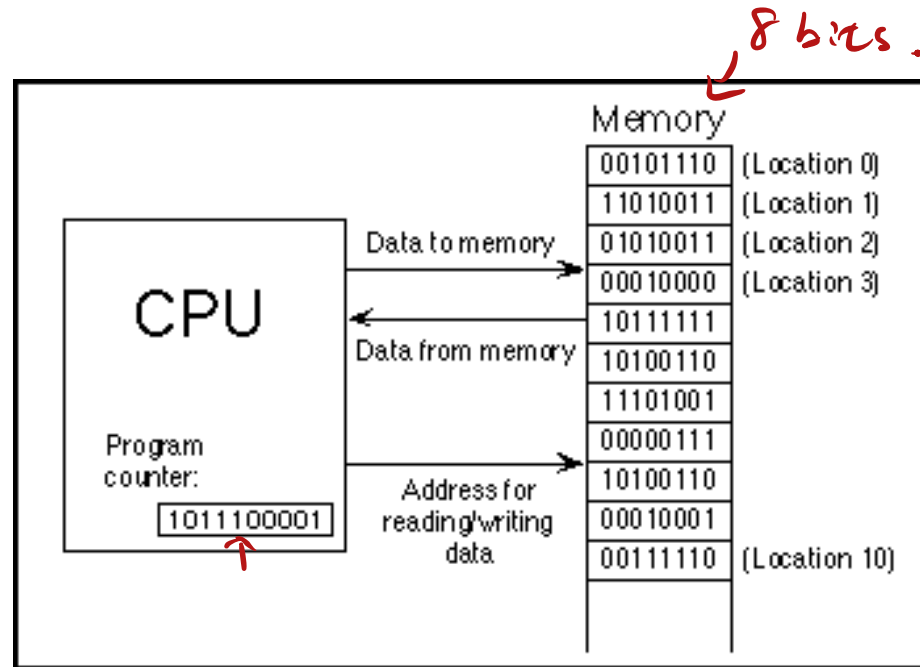 8 bits.
Memory
00101110 (Location 0)
11010011 (Location 1)
Data to memory
01010011 (Location 2)
00010000 (Location 3)
CPU
10111111
Data from memory
10100110
11101001
Program
counter:
00000111
10100110
1011100001
Address for
reading/writing
data
00010001
00111110 (Location 10)